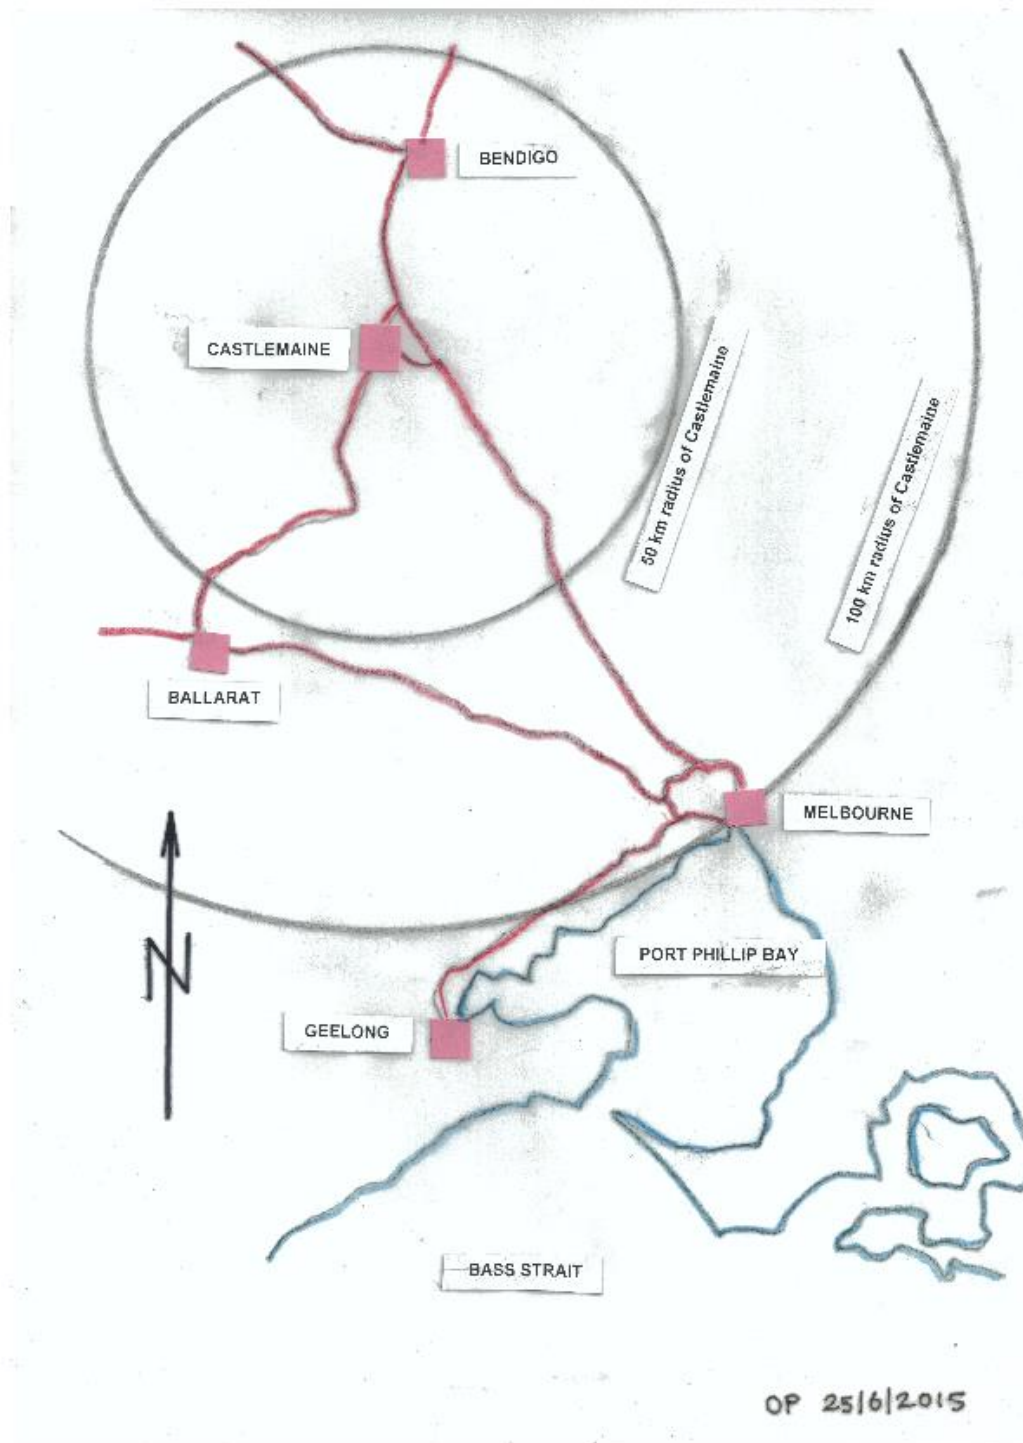 BENDIGO
CASTLEMAINE
50 km radius of Castlemaine
100 km radius of Castlemaine
BALLARAT
MELBOURNE
N
PORT PHILLIP BAY
GEELONG
BASS STRAIT
OP 25/6/2015